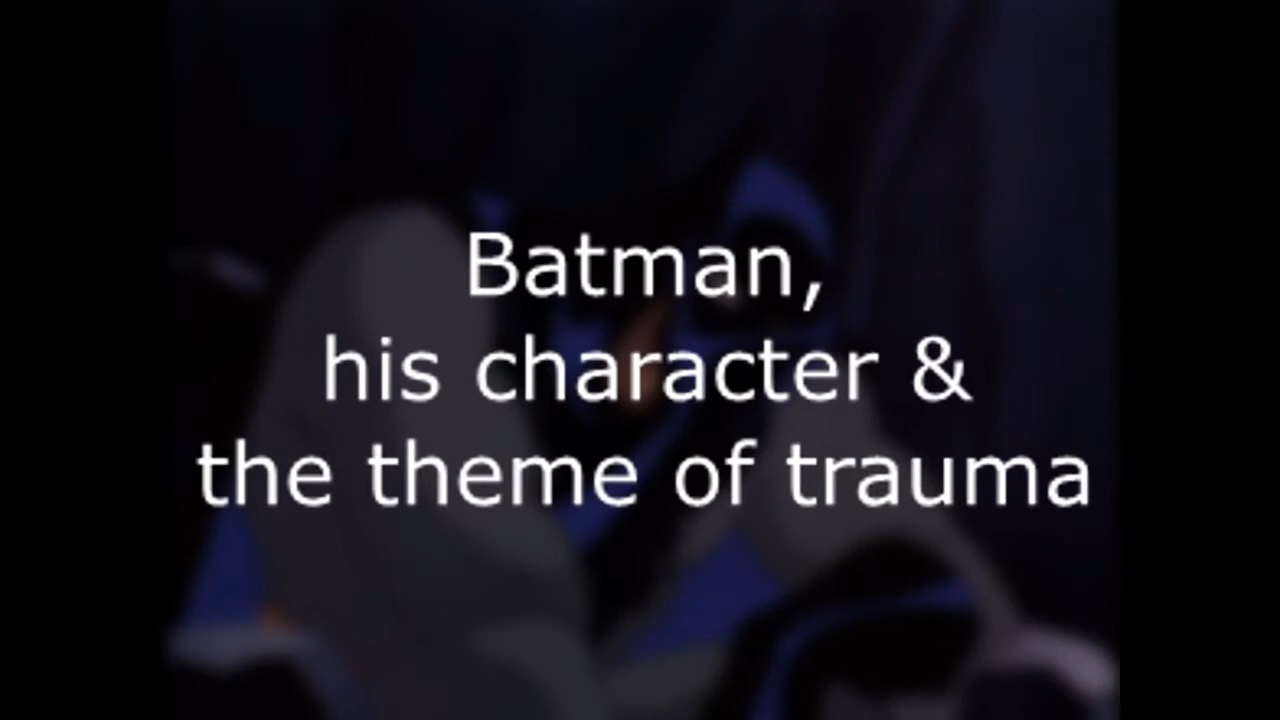 Batman,
his character &
the theme of trauma